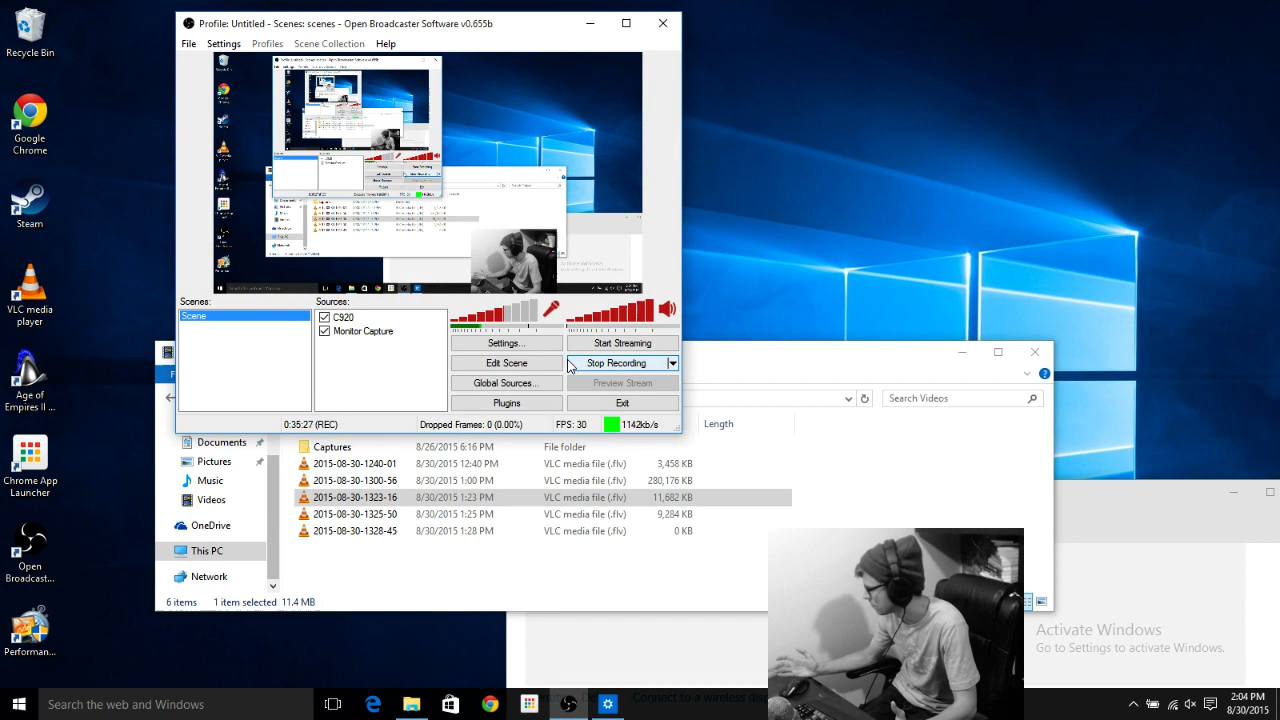 Recycle Bin
Google
Chrome
Steam
VLC media
player
Age of
Empires II ...
Chrome App
Launcher
Open
Broadcast...
Performan...
Profile: Untitled - Scenes: scenes - Open Broadcaster Software v0.655b
File Settings Profiles Scene Collection Help
Scenes:
Scene
Sources:
C920
Monitor Capture
Settings...
Start Streaming
Edit Scene
Stop Recording
Global Sources...
Preview Stream
Plugins
Exit
0:35:27 (REC)
Dropped Frames: 0 (0.00%)
FPS: 30
1142kb/s
Search Videos
Length
Documents
Pictures
Music
Videos
OneDrive
This PC
Network
Captures 8/26/2015 6:16 PM File folder
2015-08-30-1240-01 8/30/2015 12:40 PM VLC media file (.flv) 3,458 KB
2015-08-30-1300-56 8/30/2015 1:00 PM VLC media file (.flv) 280,176 KB
2015-08-30-1323-16 8/30/2015 1:23 PM VLC media file (.flv) 11,682 KB
2015-08-30-1325-50 8/30/2015 1:25 PM VLC media file (.flv) 9,284 KB
2015-08-30-1328-45 8/30/2015 1:28 PM VLC media file (.flv) 0 KB
6 items 1 item selected 11.4 MB
Activate Windows
Go to Settings to activate Windows.
Connect to a wireless
Search the web and Windows
PM
8/30/2015